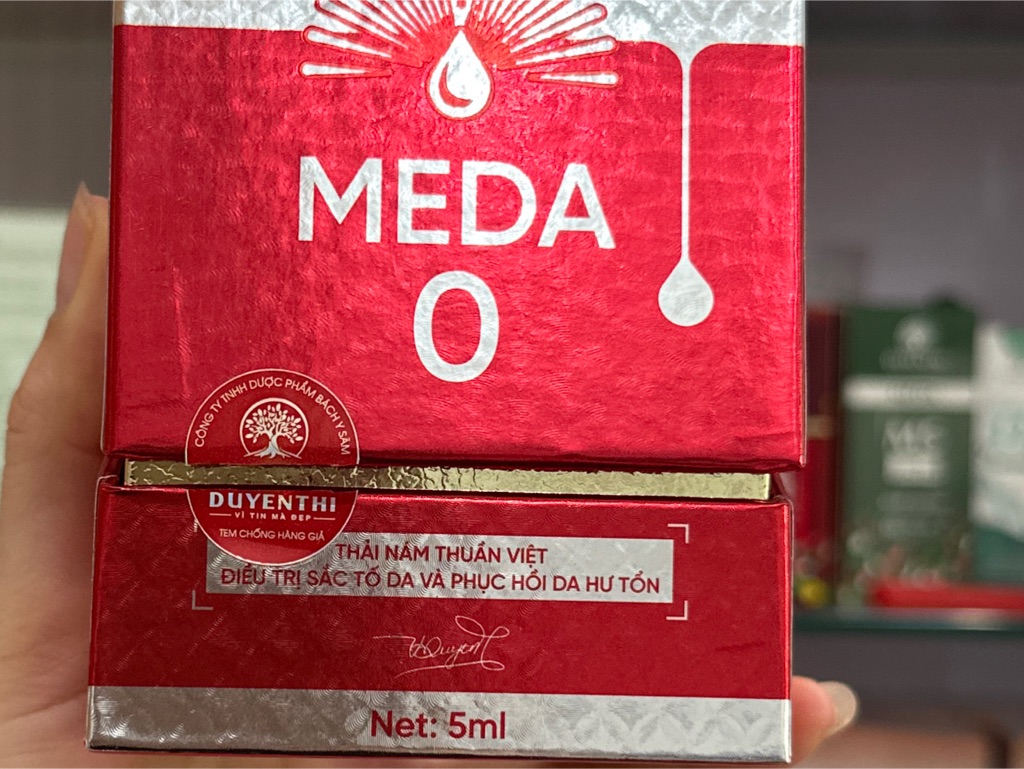 MEDA
0
CÔNG TY TNHH DƯỢC PHẨM BÁCH Y SÂM
DUYENTHI
VÌ TIN MÀ ĐẸP
TEM CHỐNG HÀNG GIẢ
THẢI NÁM THUẦN VIỆT
ĐIỀU TRỊ SẮC TỐ DA VÀ PHỤC HỒI DA HƯ TỔN
Net: 5ml